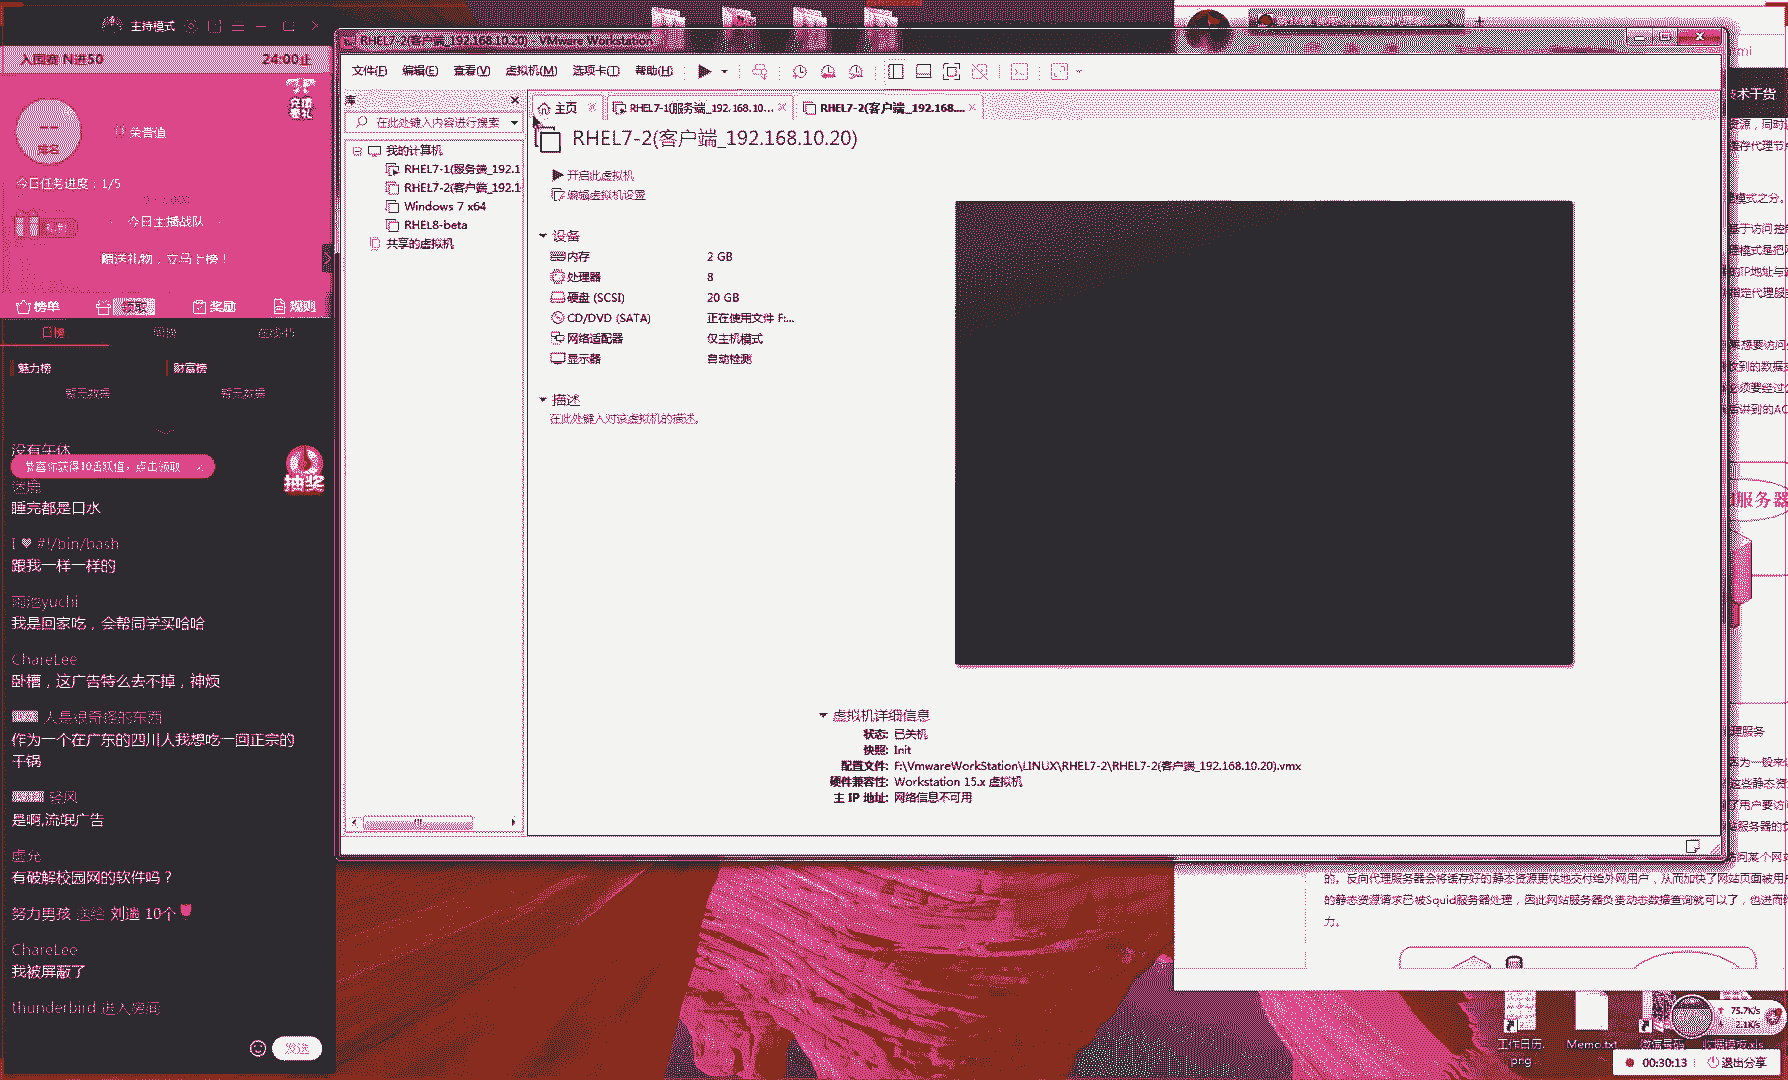 主持模式
入围赛 N进50
24:00止
荣誉值
今日任务进度：1/5
今日主播战队
赠送礼物，立马上榜！
榜单
奖励
规则
日榜
魅力榜
财富榜
暂无数据
暂无数据
恭喜你获得10活跃值，点击领取
抽奖
睡完都是口水
I ♥ #!/bin/bash
跟我一样一样的
雨池yuchi
我是回家吃，会帮同学买哈哈
ChareLee
卧槽，这广告特么去不掉，神烦
人是很奇怪的东西
作为一个在广东的四川人我想吃一回正宗的
干锅
是啊,流氓广告
有破解校园网的软件吗？
努力男孩 送给 刘遄 10个
ChareLee
我被屏蔽了
thunderbird 进入房间
发送
RHEL7-2(客户端_192.168.10.20) - VMware Workstation
文件(F) 编辑(E) 查看(V) 虚拟机(M) 选项卡(T) 帮助(H)
库
在此处键入内容进行搜索
我的计算机
RHEL7-1(服务端_192.1
RHEL7-2(客户端_192.1
Windows 7 x64
RHEL8-beta
共享的虚拟机
主页
RHEL7-1(服务端_192.168.10...
RHEL7-2(客户端_192.168....
RHEL7-2(客户端_192.168.10.20)
开启此虚拟机
编辑虚拟机设置
设备
内存 2 GB
处理器 8
硬盘 (SCSI) 20 GB
CD/DVD (SATA) 正在使用文件 F:...
网络适配器 仅主机模式
显示器 自动检测
描述
在此处键入对该虚拟机的描述。
虚拟机详细信息
状态: 已关机
快照: Init
配置文件: F:\VmwareWorkStation\LINUX\RHEL7-2\RHEL7-2(客户端_192.168.10.20).vmx
硬件兼容性: Workstation 15.x 虚拟机
主 IP 地址: 网络信息不可用
技术干货
服务器
的，反向代理服务器会将缓存好的静态资源更快地交付给外网用户，从而加快了网站页面被用户
的静态资源请求已被Squid服务器处理，因此网站服务器负责动态数据查询就可以了，也进而
力。
工作日历.
png
Memo.txt
75.7K/s
2.1K/s
00:30:13
退出分享